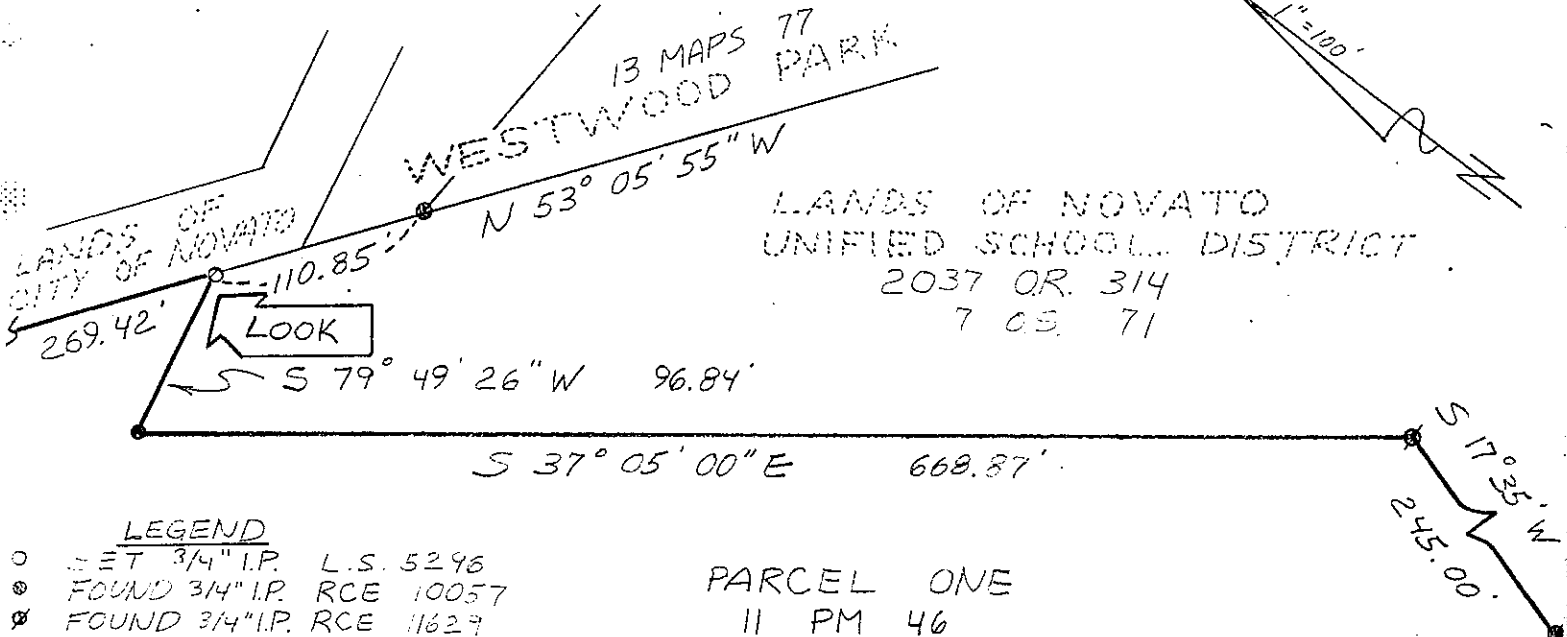 13 MAPS 77
WESTWOOD PARK
1"=100'
N
N 53° 05' 55" W
LANDS OF
CITY OF NOVATO
110.85'
269.42'
LOOK
LANDS OF NOVATO
UNIFIED SCHOOL DISTRICT
2037 O.R. 314
7 O.S. 71
S 79° 49' 26" W 96.84'
S 37° 05' 00" E 668.87'
S 17° 35' W
245.00'
LEGEND
SET 3/4" I.P. L.S. 5296
FOUND 3/4" I.P. RCE 10057
FOUND 3/4" I.P. RCE 11629
PARCEL ONE
11 PM 46